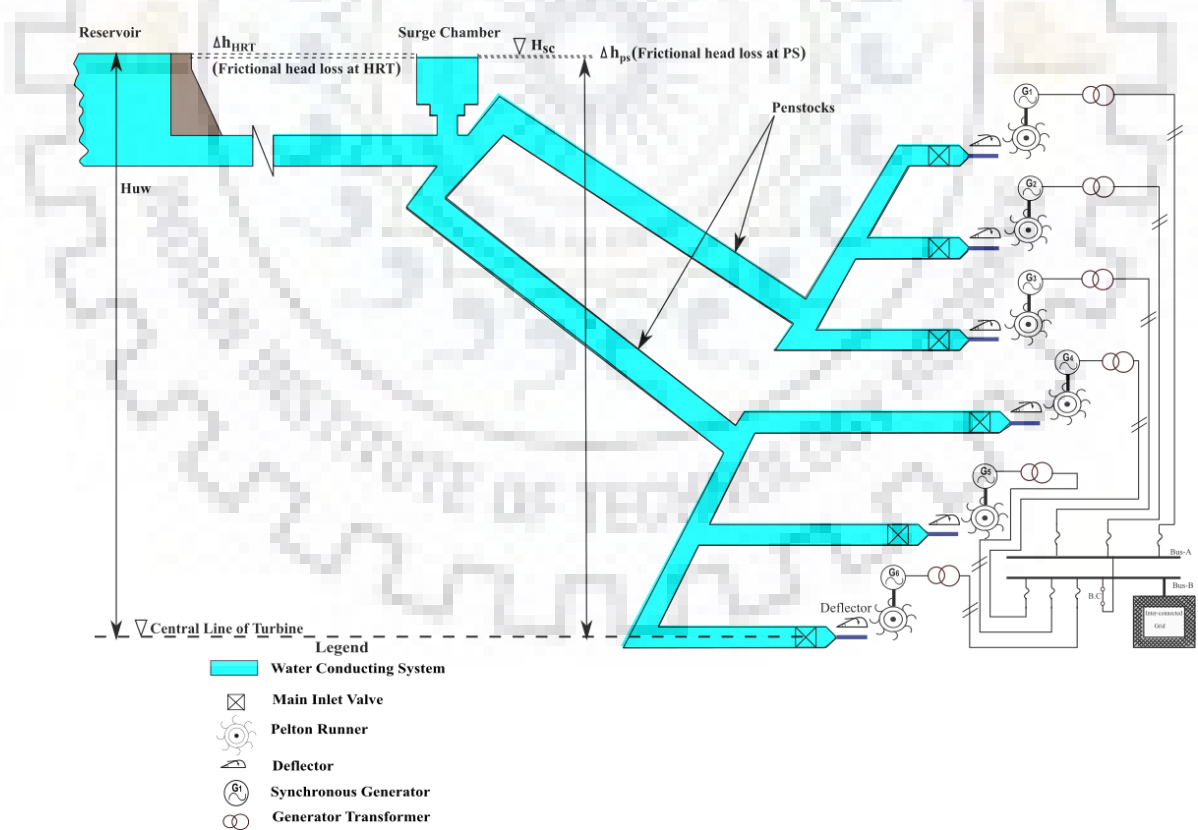 Reservoir
ΔhHRT
(Frictional head loss at HRT)
Surge Chamber
▽ Hsc
Δhps(Frictional head loss at PS)
Huw
Penstocks
G1
G2
G3
G4
G5
G6
Deflector
Bus-A
Bus-B
B.C
Inter-connected
Grid
▽ Central Line of Turbine
Legend
Water Conducting System
Main Inlet Valve
Pelton Runner
Deflector
G1
Synchronous Generator
Generator Transformer